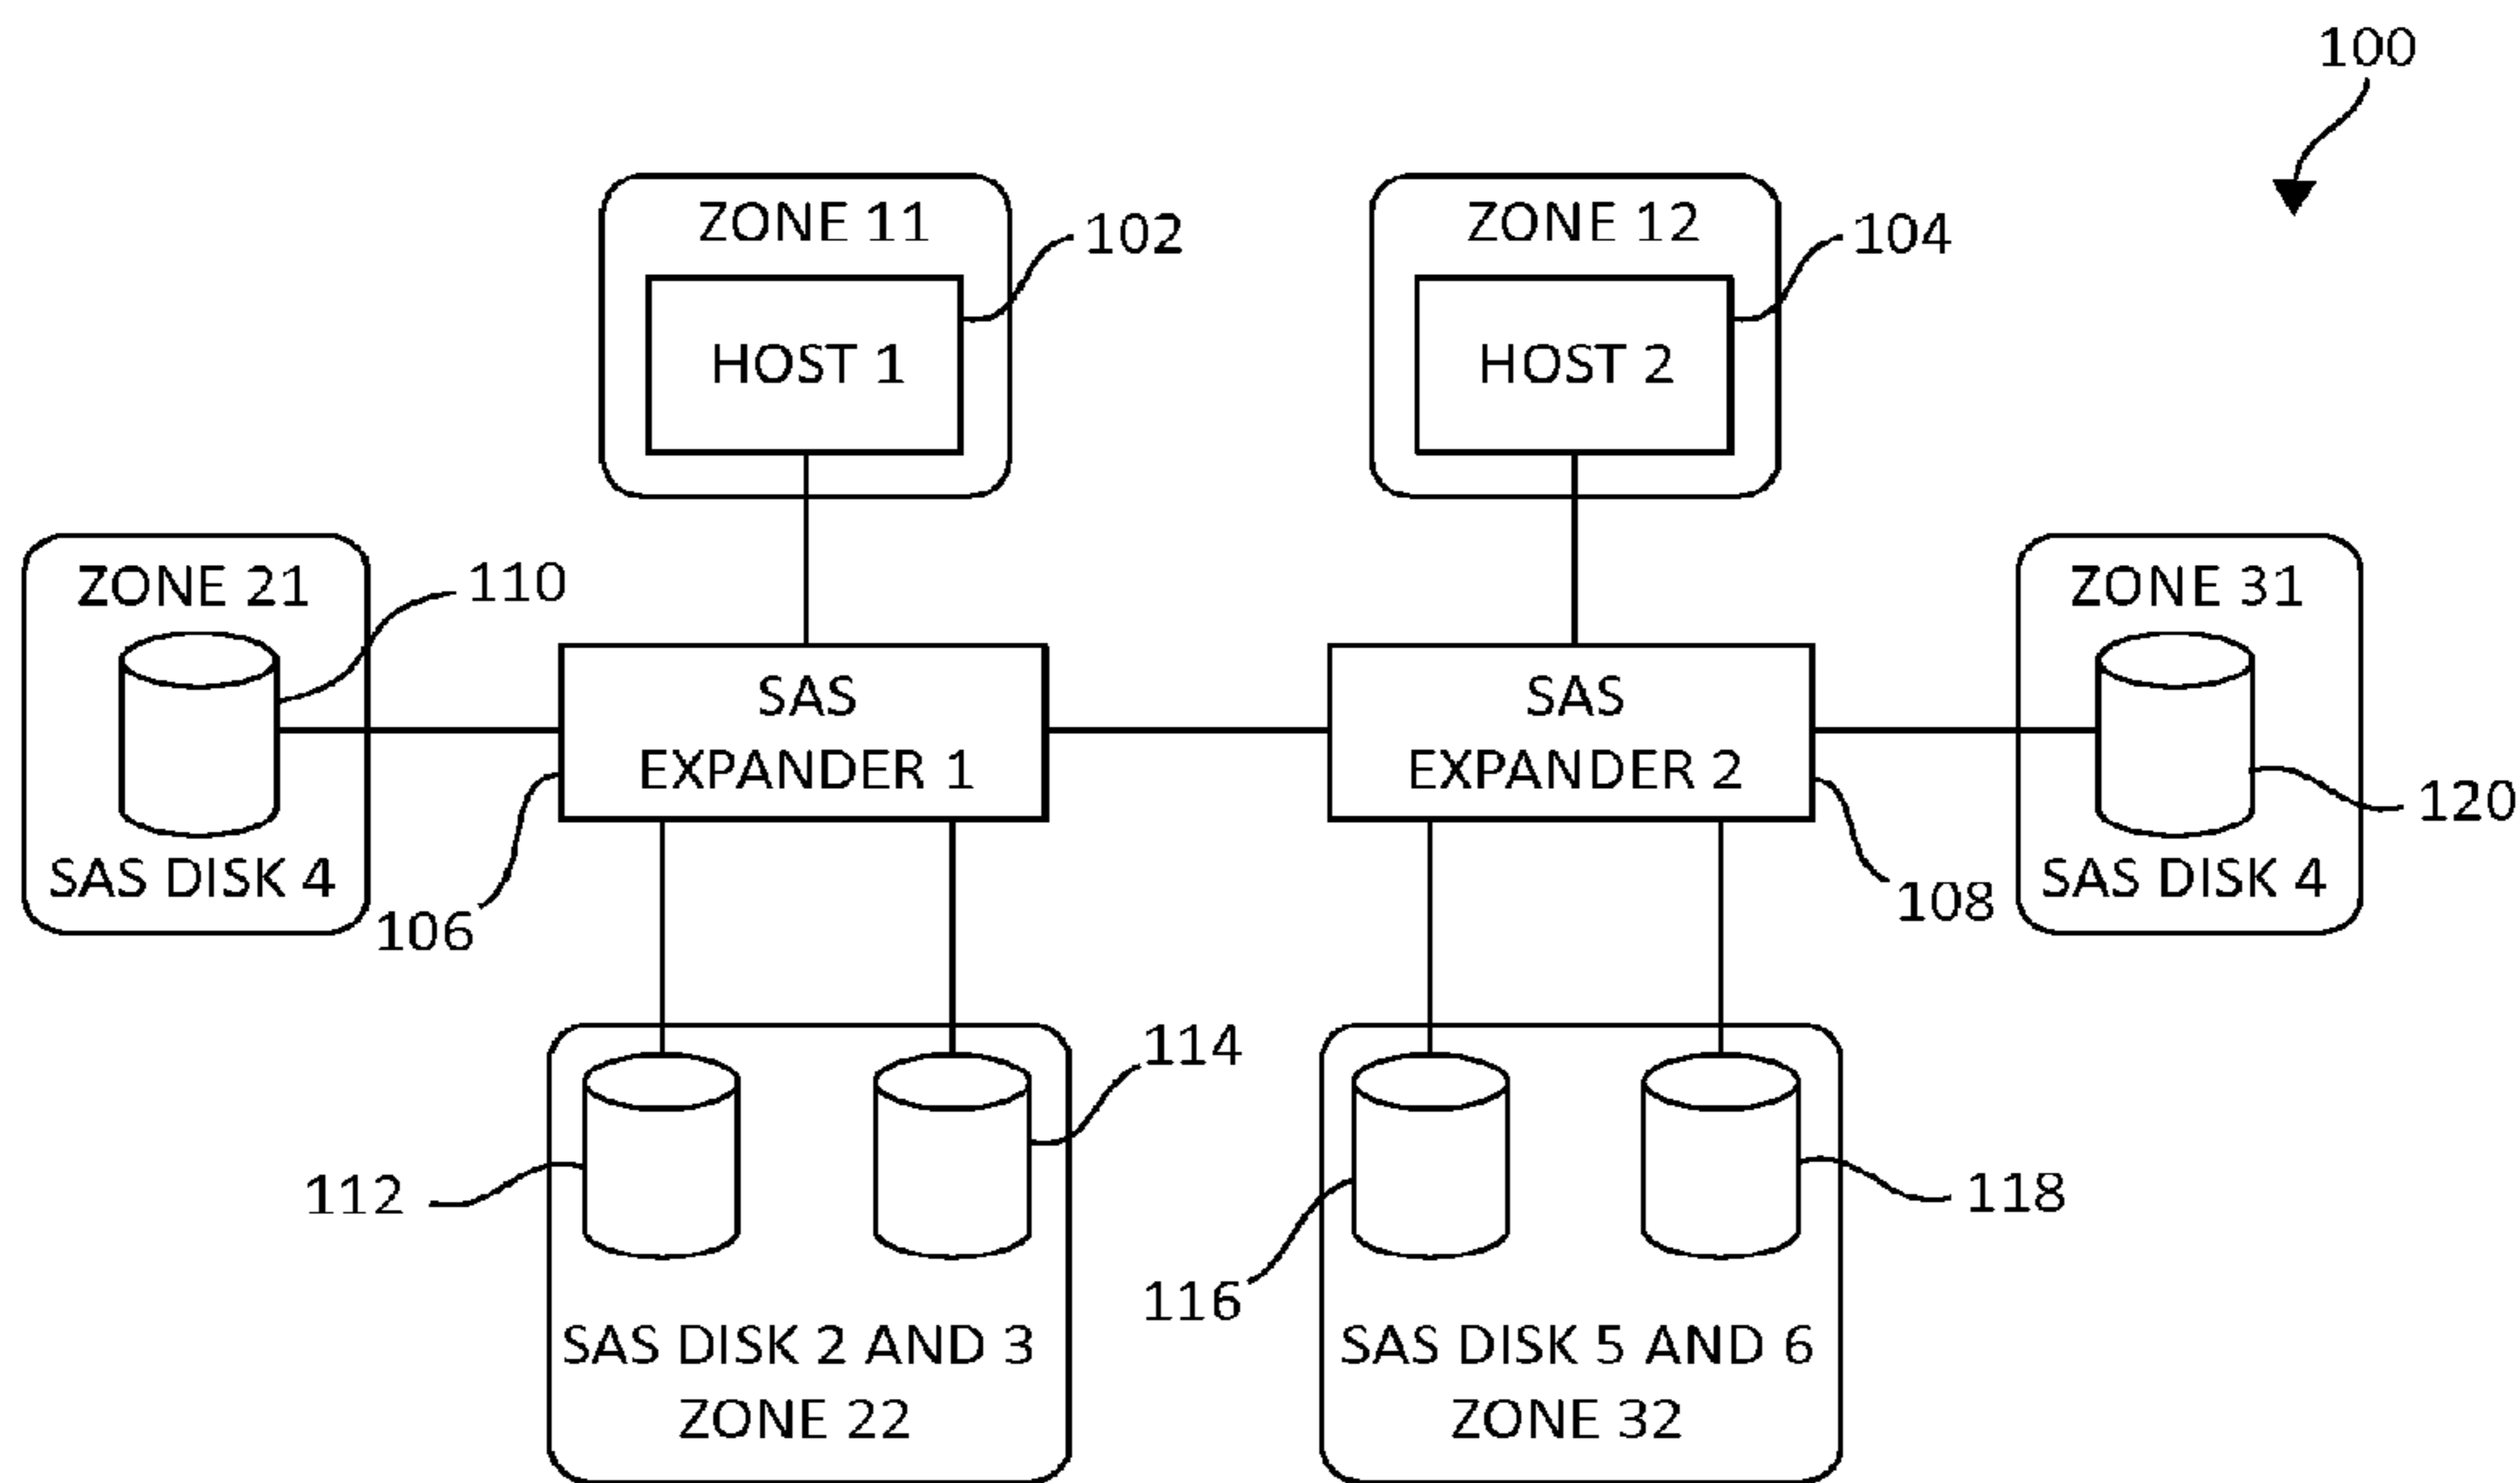 100
ZONE 11
102
HOST 1
ZONE 12
104
HOST 2
ZONE 21
110
SAS DISK 4
SAS
EXPANDER 1
106
SAS
EXPANDER 2
108
ZONE 31
120
SAS DISK 4
112
114
SAS DISK 2 AND 3
ZONE 22
116
118
SAS DISK 5 AND 6
ZONE 32